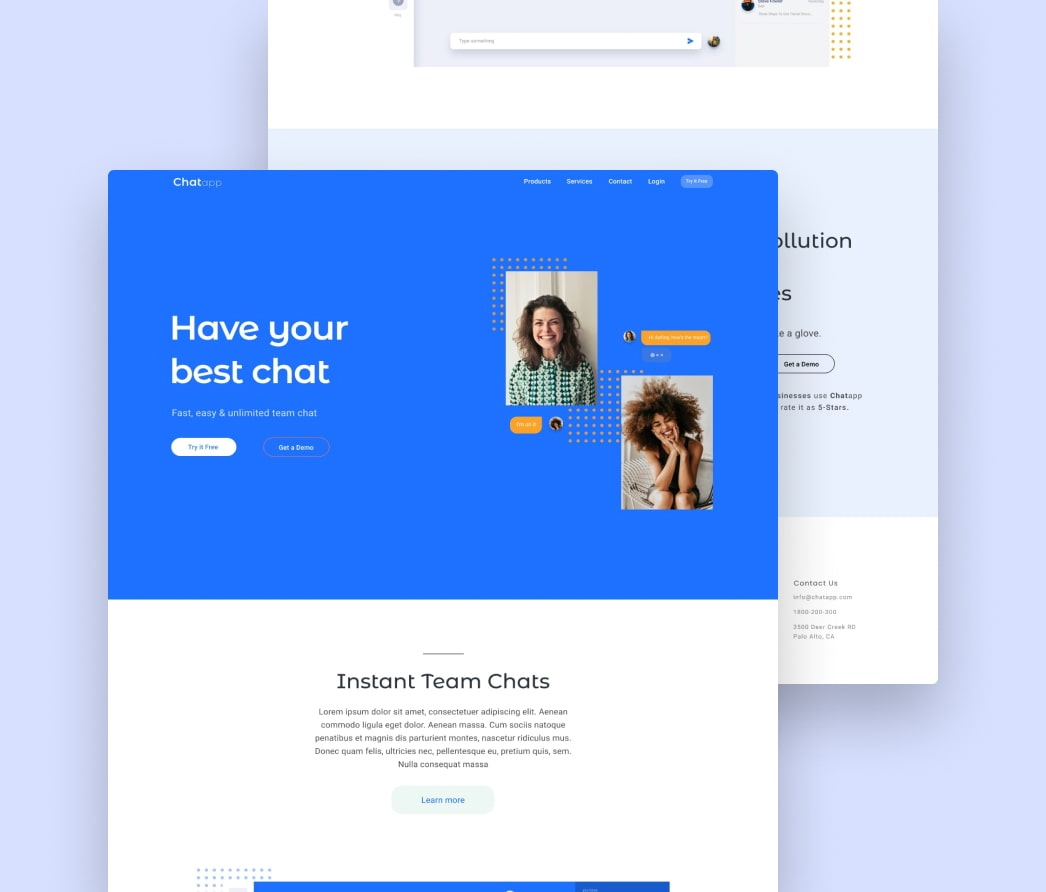 Steve Fowler
Yesterday
Type something
Chatapp
Products
Services
Contact
Login
Try it Free
Have your
best chat
Fast, easy & unlimited team chat
Try it Free
Get a Demo
I'm on it
ollution
es
e a glove.
Get a Demo
sinesses use Chatapp
rate it as 5-Stars.
Contact Us
info@chatapp.com
1800-200-300
3500 Deer Creek RD
Palo Alto, CA
Instant Team Chats
Lorem ipsum dolor sit amet, consectetuer adipiscing elit. Aenean
commodo ligula eget dolor. Aenean massa. Cum sociis natoque
penatibus et magnis dis parturient montes, nascetur ridiculus mus.
Donec quam felis, ultricies nec, pellentesque eu, pretium quis, sem.
Nulla consequat massa
Learn more